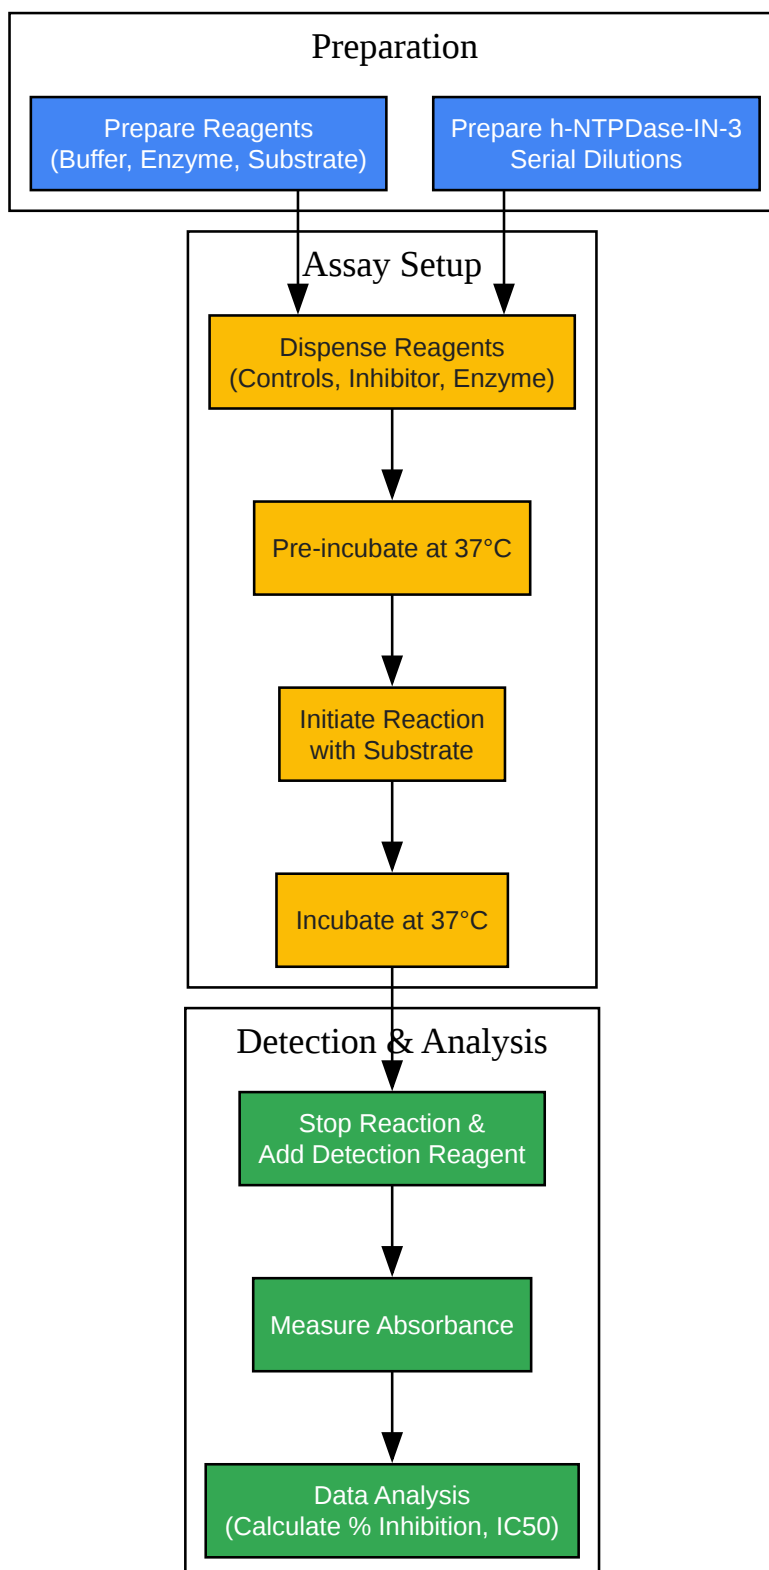 Preparation
Prepare Reagents
(Buffer, Enzyme, Substrate)
Prepare h-NTPDase-IN-3
Serial Dilutions
Assay Setup
Dispense Reagents
(Controls, Inhibitor, Enzyme)
Pre-incubate at 37°C
Initiate Reaction
with Substrate
Incubate at 37°C
Detection & Analysis
Stop Reaction &
Add Detection Reagent
Measure Absorbance
Data Analysis
(Calculate % Inhibition, IC50)